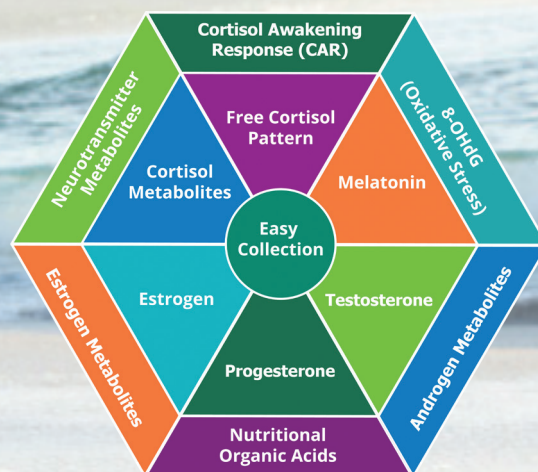 Cortisol Awakening
Response (CAR)
Neurotransmitter
Metabolites
8-OHdG
(Oxidative Stress)
Free Cortisol
Pattern
Cortisol
Metabolites
Melatonin
Easy
Collection
Estrogen
Testosterone
Progesterone
Estrogen Metabolites
Androgen Metabolites
Nutritional
Organic Acids